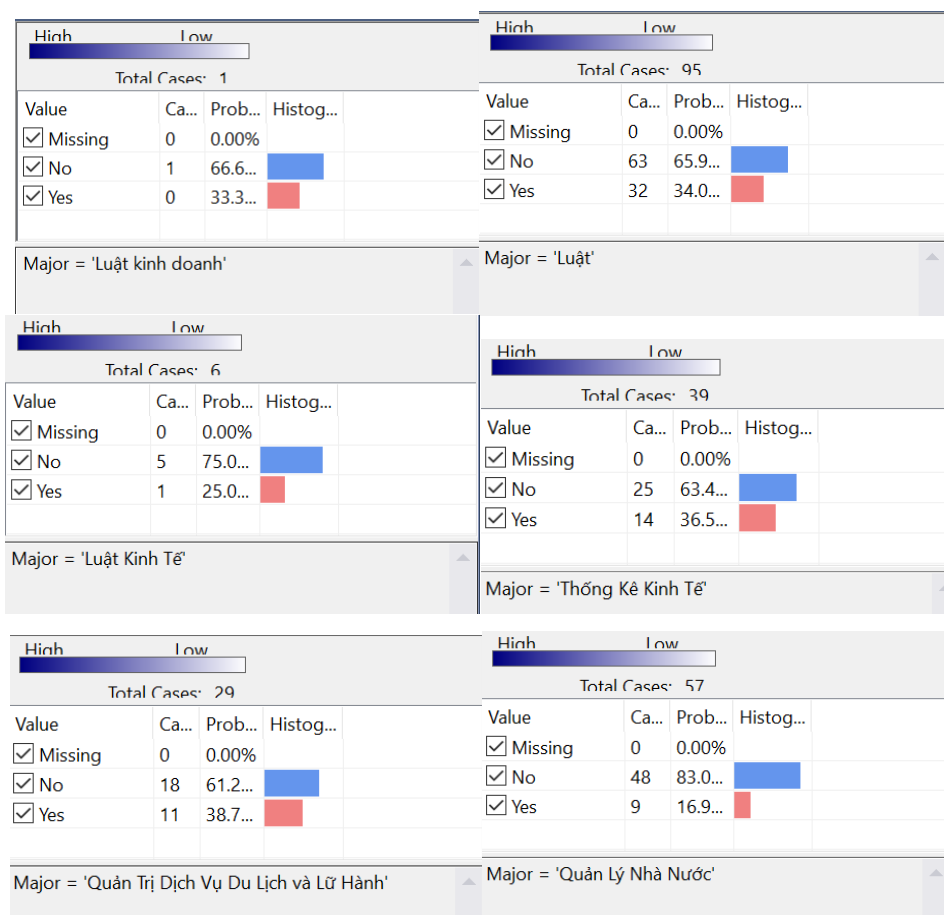 High Low
Total Cases: 1
Value Ca... Prob... Histog...
Missing 0 0.00%
No 1 66.6...
Yes 0 33.3...
Major = 'Luật kinh doanh'
High Low
Total Cases: 95
Value Ca... Prob... Histog...
Missing 0 0.00%
No 63 65.9...
Yes 32 34.0...
Major = 'Luật'
High Low
Total Cases: 6
Value Ca... Prob... Histog...
Missing 0 0.00%
No 5 75.0...
Yes 1 25.0...
Major = 'Luật Kinh Tế'
High Low
Total Cases: 39
Value Ca... Prob... Histog...
Missing 0 0.00%
No 25 63.4...
Yes 14 36.5...
Major = 'Thống Kê Kinh Tế'
High Low
Total Cases: 29
Value Ca... Prob... Histog...
Missing 0 0.00%
No 18 61.2...
Yes 11 38.7...
Major = 'Quản Trị Dịch Vụ Du Lịch và Lữ Hành'
High Low
Total Cases: 57
Value Ca... Prob... Histog...
Missing 0 0.00%
No 48 83.0...
Yes 9 16.9...
Major = 'Quản Lý Nhà Nước'